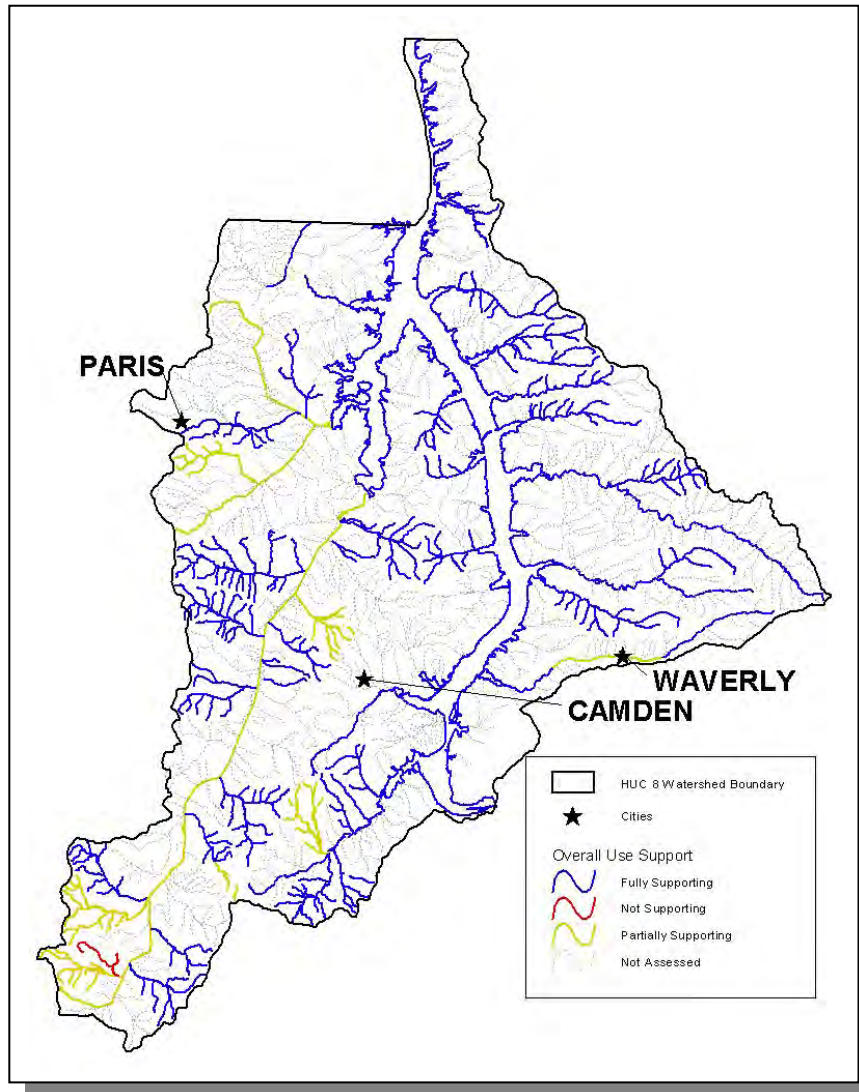 PARIS
WAVERLY
CAMDEN
HUC 8 Watershed Boundary
Cities
Overall Use Support
Fully Supporting
Not Supporting
Partially Supporting
Not Assessed